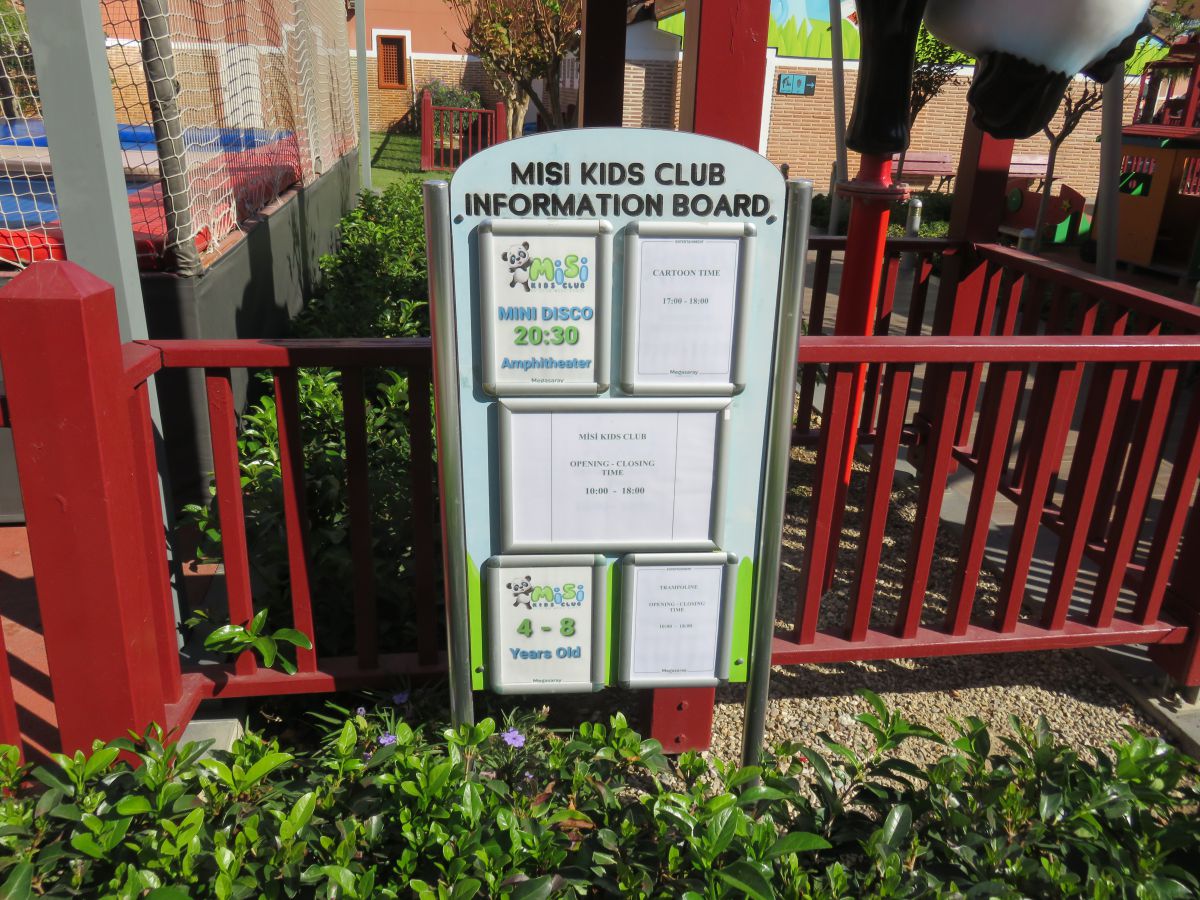 MISI KIDS CLUB
INFORMATION BOARD
MiSi
KIDS CLUB
MINI DISCO
20:30
Amphitheater
Megasaray
ENTERTAINMENT
CARTOON TIME
17:00 - 18:00
Megasaray
MİSİ KIDS CLUB
OPENING - CLOSING
TIME
10:00 - 18:00
MiSi
KIDS CLUB
4 - 8
Years Old
Megasaray
TRAMPOLINE
OPENING - CLOSING
TIME
10:00 - 18:00
Megasaray